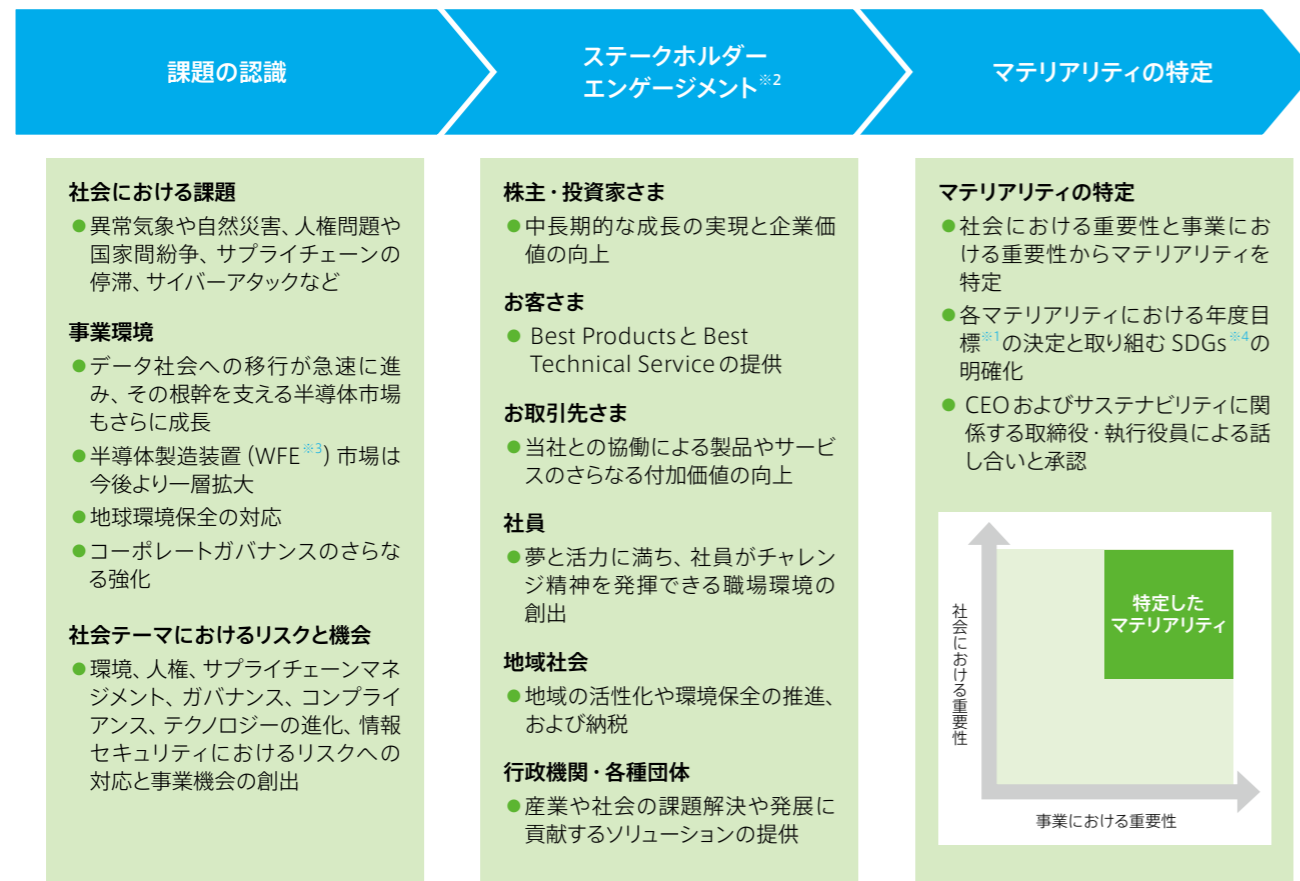 課題の認識
ステークホルダー
エンゲージメント※2
マテリアリティの特定
社会における課題
●異常気象や自然災害、人権問題や
国家間紛争、サプライチェーンの
停滞、サイバーアタックなど
事業環境
●データ社会への移行が急速に進
み、その根幹を支える半導体市場
もさらに成長
●半導体製造装置(WFE※3)市場は
今後より一層拡大
●地球環境保全の対応
●コーポレートガバナンスのさらな
る強化
社会テーマにおけるリスクと機会
●環境、人権、サプライチェーンマネ
ジメント、ガバナンス、コンプライ
アンス、テクノロジーの進化、情報
セキュリティにおけるリスクへの
対応と事業機会の創出
株主・投資家さま
●中長期的な成長の実現と企業価
値の向上
お客さま
● Best Productsと Best
Technical Serviceの提供
お取引先さま
●当社との協働による製品やサービ
スのさらなる付加価値の向上
社員
●夢と活力に満ち、社員がチャレン
ジ精神を発揮できる職場環境の
創出
地域社会
●地域の活性化や環境保全の推進、
および納税
行政機関・各種団体
●産業や社会の課題解決や発展に
貢献するソリューションの提供
マテリアリティの特定
●社会における重要性と事業にお
ける重要性からマテリアリティを
特定
●各マテリアリティにおける年度目
標※1の決定と取り組む SDGs※4の
明確化
● CEOおよびサステナビリティに関
係する取締役・執行役員による話
し合いと承認
社会における重要性
特定した
マテリアリティ
事業における重要性